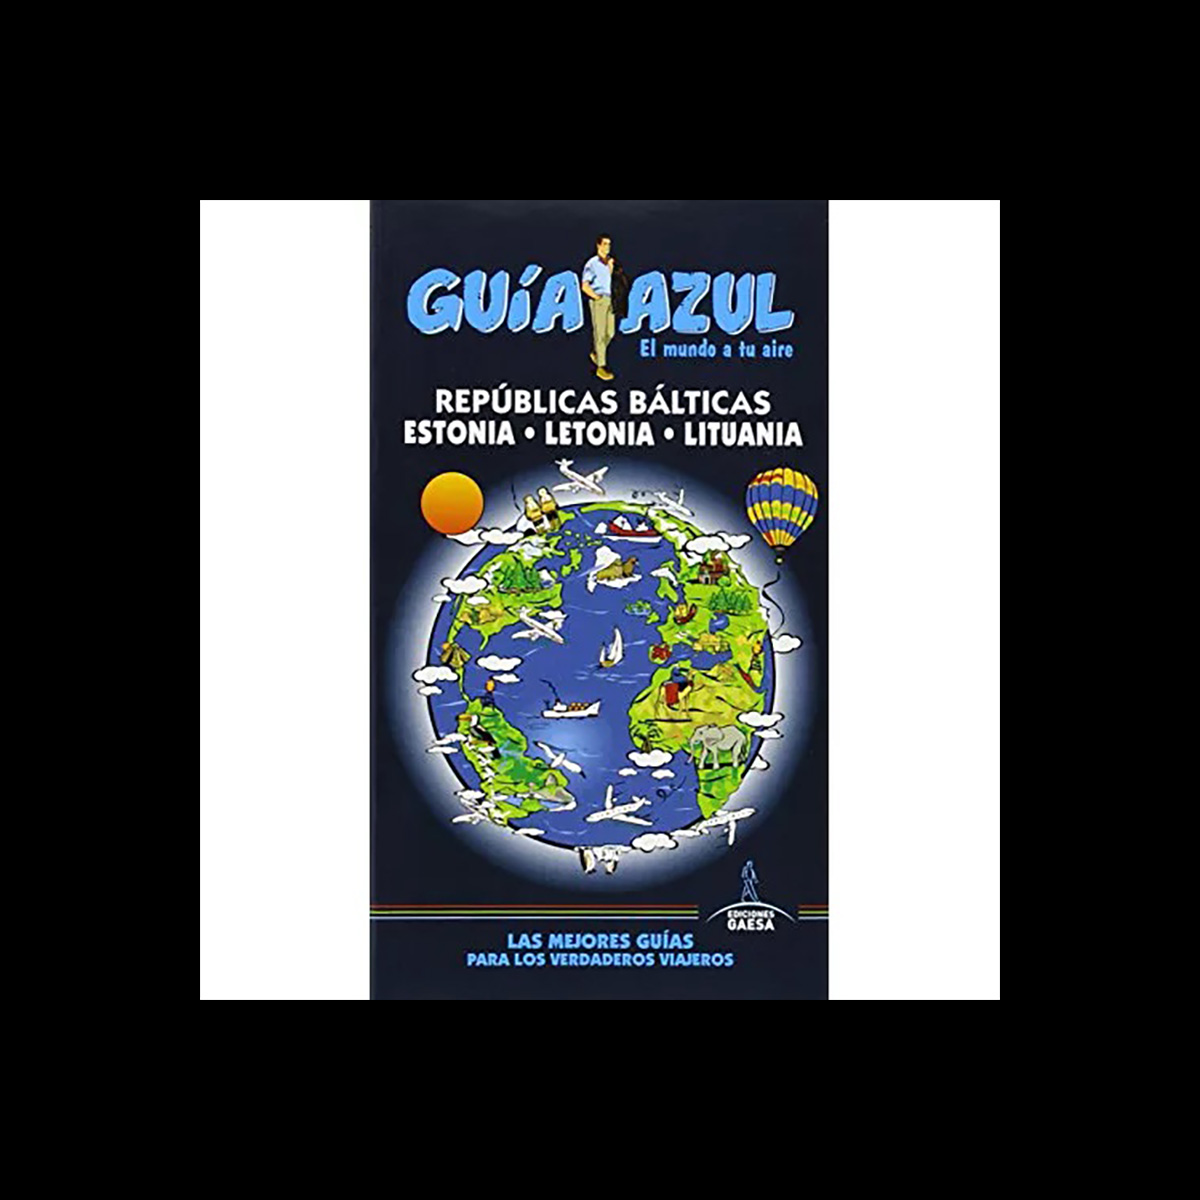 GUÍA AZUL
El mundo a tu aire
REPÚBLICAS BÁLTICAS
ESTONIA • LETONIA • LITUANIA
EDICIONES
GAESA
LAS MEJORES GUÍAS
PARA LOS VERDADEROS VIAJEROS